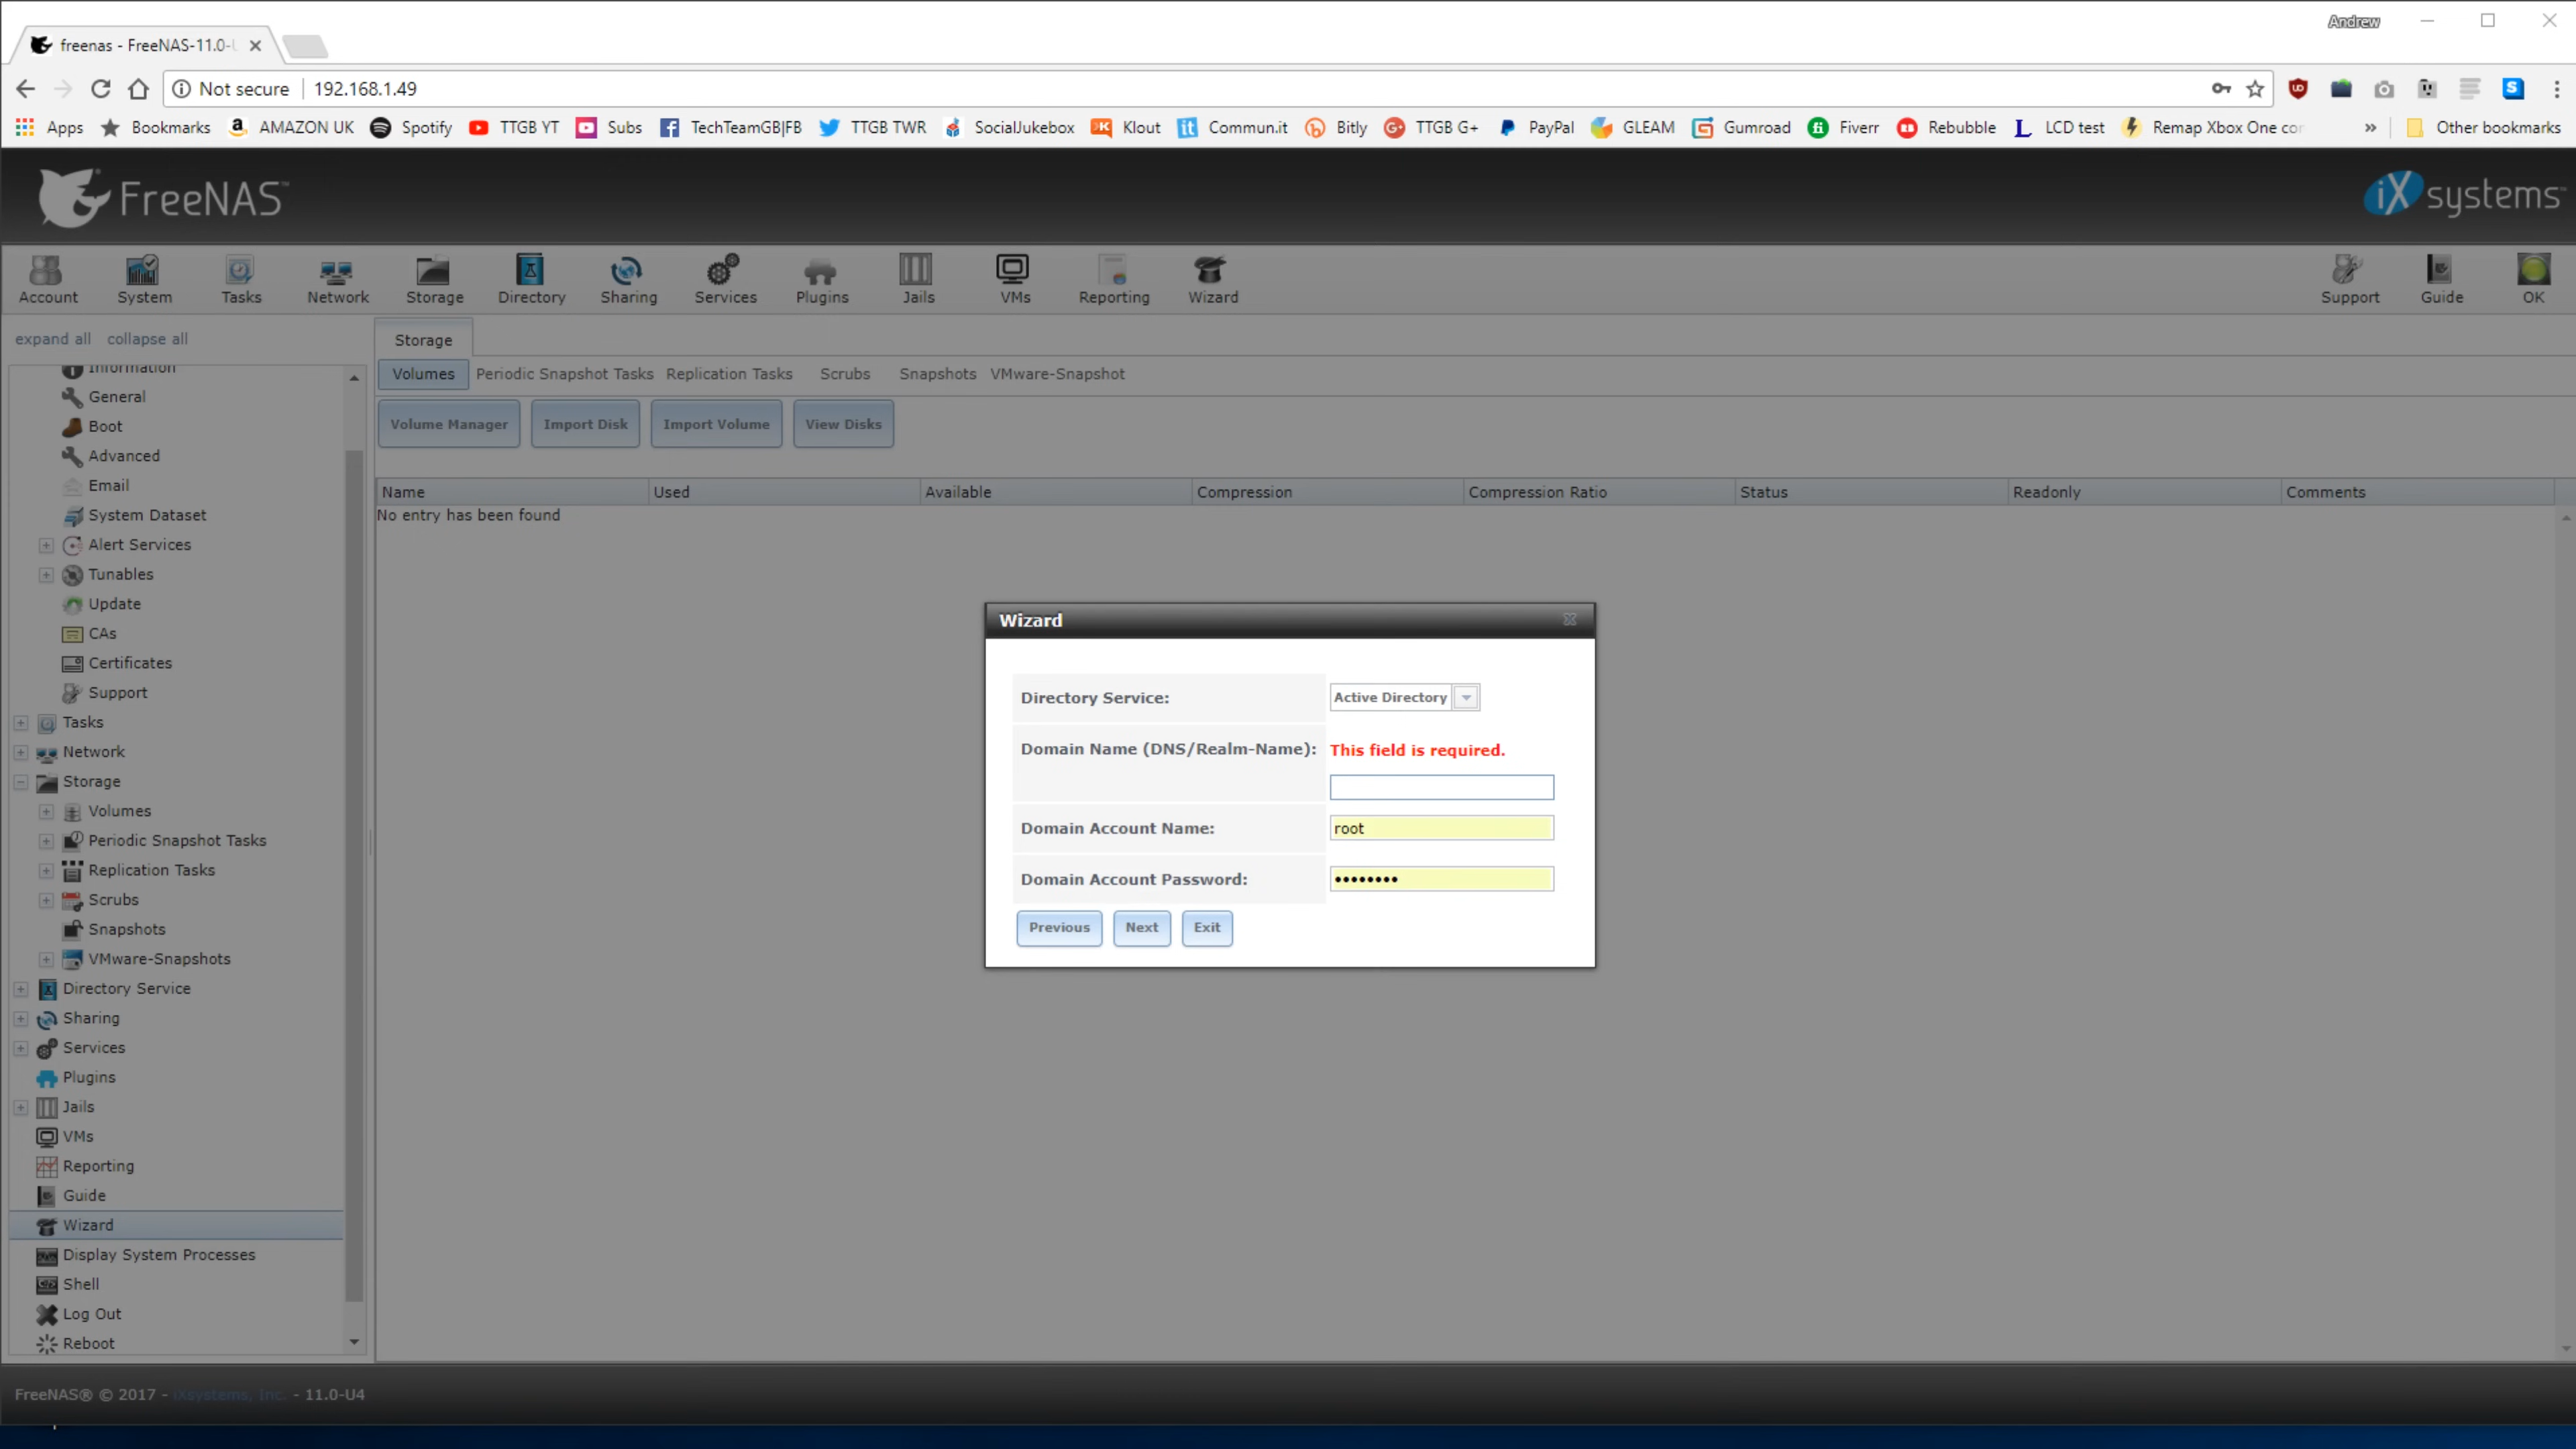 Andrew
freenas - FreeNAS-11.0-U
Not secure 192.168.1.49
Apps Bookmarks AMAZON UK Spotify TTGB YT Subs TechTeamGB|FB TTGB TWR SocialJukebox Klout Commun.it Bitly TTGB G+ PayPal GLEAM Gumroad Fiverr Rebubble LCD test Remap Xbox One cor » Other bookmarks
FreeNAS iX systems
Account System Tasks Network Storage Directory Sharing Services Plugins Jails VMs Reporting Wizard Support Guide OK
expand all collapse all
Storage
Information
Volumes Periodic Snapshot Tasks Replication Tasks Scrubs Snapshots VMware-Snapshot
General
Boot
Volume Manager Import Disk Import Volume View Disks
Advanced
Email
Name Used Available Compression Compression Ratio Status Readonly Comments
System Dataset
No entry has been found
Alert Services
Tunables
Update
CAs
Certificates
Support
Tasks
Network
Storage
Volumes
Periodic Snapshot Tasks
Replication Tasks
Scrubs
Snapshots
VMware-Snapshots
Directory Service
Sharing
Services
Plugins
Jails
VMs
Reporting
Guide
Wizard
Display System Processes
Shell
Log Out
Reboot
Wizard
Directory Service: Active Directory
Domain Name (DNS/Realm-Name): This field is required.
Domain Account Name: root
Domain Account Password: ••••••••
Previous Next Exit
FreeNAS® © 2017 - iXsystems, Inc. - 11.0-U4